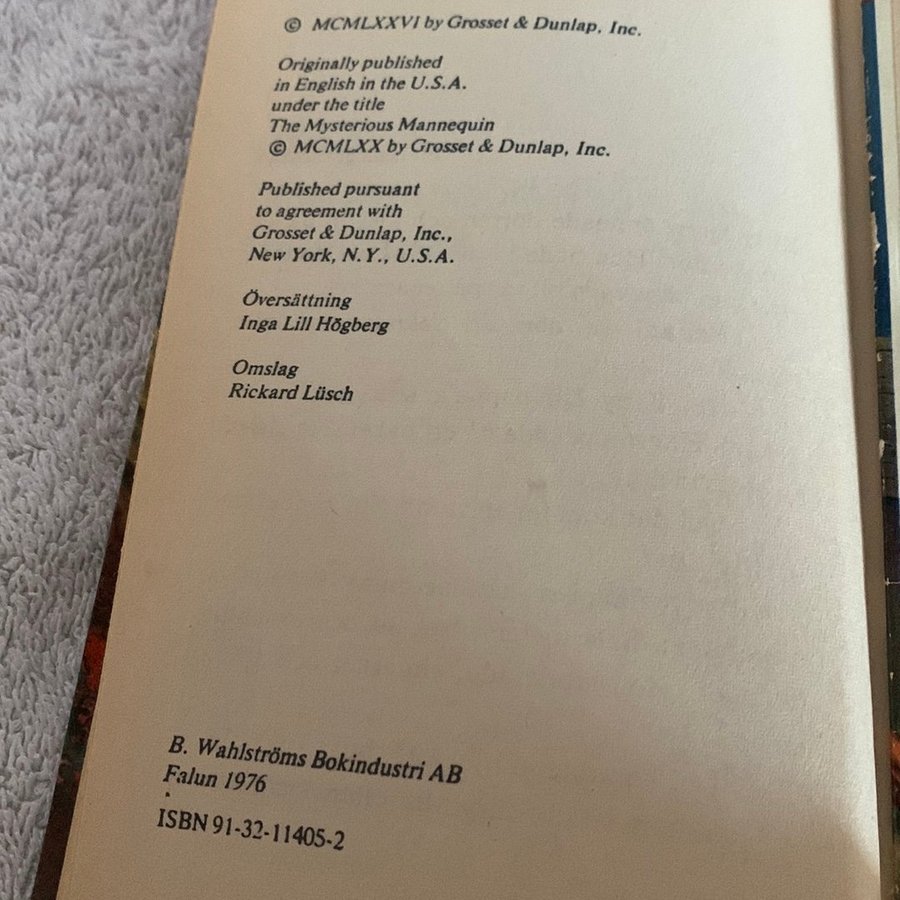 © MCMLXXVI by Grosset & Dunlap, Inc.
Originally published
in English in the U.S.A.
under the title
The Mysterious Mannequin
© MCMLXX by Grosset & Dunlap, Inc.
Published pursuant
to agreement with
Grosset & Dunlap, Inc.,
New York, N.Y., U.S.A.
Översättning
Inga Lill Högberg
Omslag
Rickard Lüsch
B. Wahlströms Bokindustri AB
Falun 1976
ISBN 91-32-11405-2